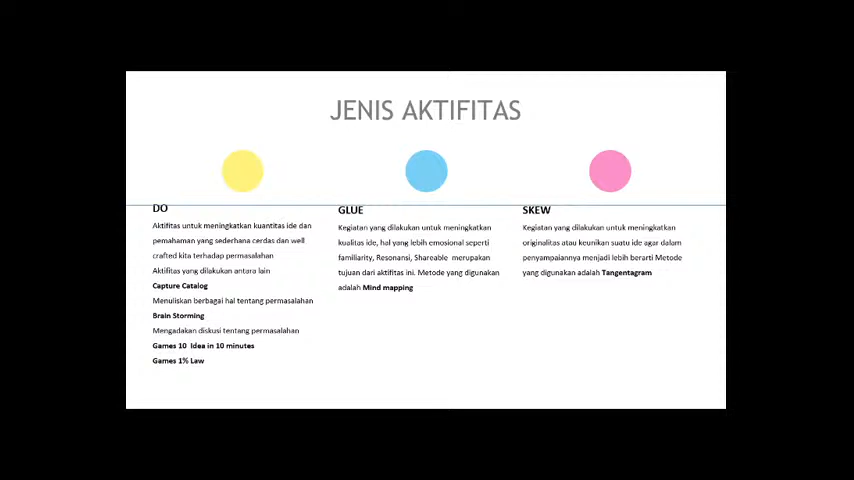 JENIS AKTIFITAS
DO
Aktifitas untuk meningkatkan kuantitas ide dan
pemahaman yang sederhana cerdas dan well
crafted kita terhadap permasalahan
Aktifitas yang dilakukan antara lain
Capture Catalog
Menuliskan berbagai hal tentang permasalahan
Brain Storming
Mengadakan diskusi tentang permasalahan
Games 10 Idea in 10 minutes
Games 1% Law
GLUE
Kegiatan yang dilakukan untuk meningkatkan
kualitas ide, hal yang lebih emosional seperti
familiarity, Resonansi, Shareable merupakan
tujuan dari aktifitas ini. Metode yang digunakan
adalah Mind mapping
SKEW
Kegiatan yang dilakukan untuk meningkatkan
originalitas atau keunikan suatu ide agar dalam
penyampaiannya menjadi lebih berarti Metode
yang digunakan adalah Tangentagram